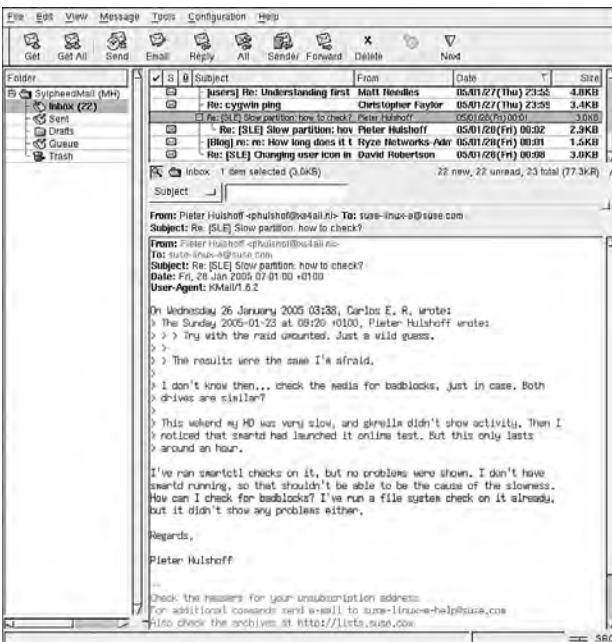 File Edit View Message Tools Configuration Help
Get Get All Send Email Reply All Sender Forward Delete Next
Folder
SylpheedMail (MH)
Inbox (22)
Sent
Drafts
Queue
Trash
S Subject From Date Size
[users] Re: Understanding first Matt Needles 05/01/27(Thu) 23:55 4.0KB
Re: cygwin ping Christopher Faylor 05/01/27(Thu) 23:59 3.4KB
Re: [SLE] Slow partition: how to check? Pieter Hulshoff 05/01/28(Fri) 00:01 3.0KB
Re: [SLE] Slow partition: how Pieter Hulshoff 05/01/28(Fri) 00:02 2.9KB
[Blog] re: re: How long does it t Ryze Networks-Adm 05/01/28(Fri) 00:01 1.5KB
Re: [SLE] Changing user icon in David Robertson 05/01/28(Fri) 00:08 3.0KB
Inbox 1 item selected (3.0KB) 22 new, 22 unread, 23 total (77.3KB)
Subject
From: Pieter Hulshoff <phulshof@xs4all.nl> To: suse-linux-e@suse.com
Subject: Re: [SLE] Slow partition: how to check?
From: Pieter Hulshoff <phulshof@xs4all.nl>
To: suse-linux-e@suse.com
Subject: Re: [SLE] Slow partition: how to check?
Date: Fri, 28 Jan 2005 07:01:00 +0100
User-Agent: KMail/1.6.2
On Wednesday 26 January 2005 03:38, Carlos E. R. wrote:
> The Sunday 2005-01-23 at 08:20 +0100, Pieter Hulshoff wrote:
> > > Try with the raid umounted. Just a wild guess.
> >
> > The results were the same I'm afraid.
>
> I don't know then... check the media for badblocks, just in case. Both
> drives are similar?
>
> This wekend my HD was very slow, and gkrellm didn't show activity. Then I
> noticed that smartd had launched it online test. But this only lasts
> around an hour.
I've ran smartctl checks on it, but no problems were shown. I don't have
smartd running, so that shouldn't be able to be the cause of the slowness.
How can I check for badblocks? I've run a file system check on it already,
but it didn't show any problems either.
Regards,
Pieter Hulshoff
--
Check the headers for your unsubscription address
For additional commands send e-mail to suse-linux-e-help@suse.com
Also check the archives at http://lists.suse.com